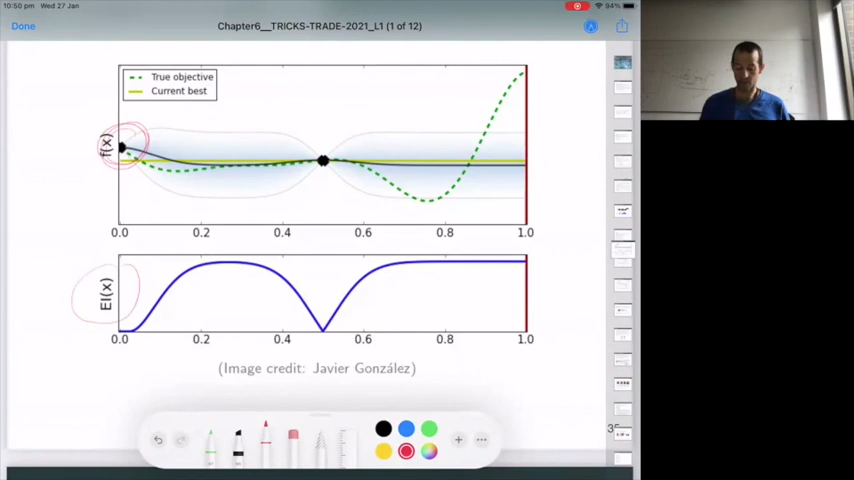 10:50 pm Wed 27 Jan
94%
Done
Chapter6__TRICKS-TRADE-2021_L1 (1 of 12)
True objective
Current best
f(x)
0.0 0.2 0.4 0.6 0.8 1.0
EI(x)
0.0 0.2 0.4 0.6 0.8 1.0
(Image credit: Javier González)
35